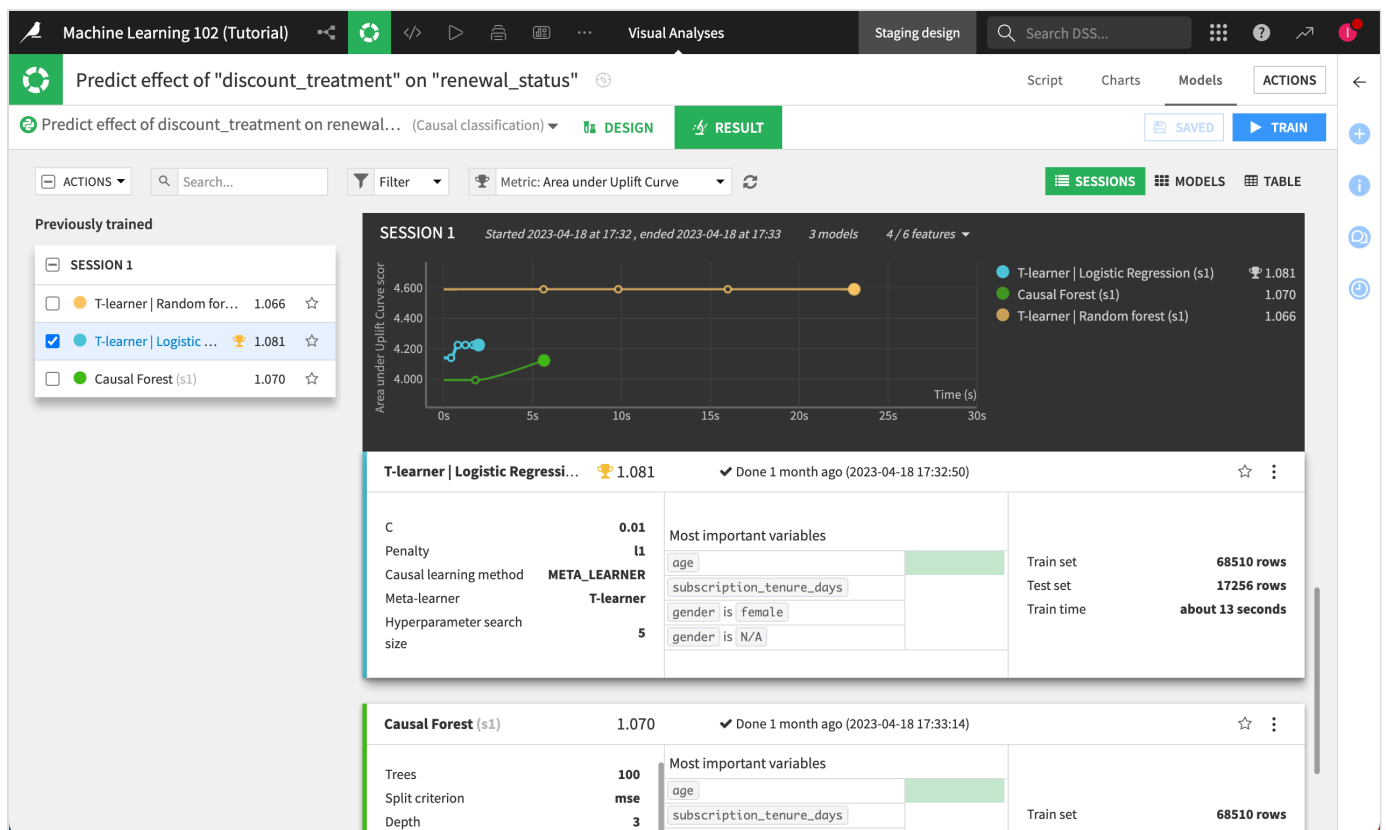 Machine Learning 102 (Tutorial)
Visual Analyses
Staging design
Search DSS...
I
Predict effect of "discount_treatment" on "renewal_status"
Script
Charts
Models
ACTIONS
Predict effect of discount_treatment on renewal... (Causal classification)
DESIGN
RESULT
SAVED
TRAIN
ACTIONS
Search...
Filter
Metric: Area under Uplift Curve
SESSIONS
MODELS
TABLE
Previously trained
SESSION 1
T-learner | Random for... 1.066
T-learner | Logistic ... 1.081
Causal Forest (s1) 1.070
SESSION 1
Started 2023-04-18 at 17:32 , ended 2023-04-18 at 17:33
3 models
4 / 6 features
Area under Uplift Curve scor
4.600
4.400
4.200
4.000
0s 5s 10s 15s 20s 25s 30s
Time (s)
T-learner | Logistic Regression (s1) 1.081
Causal Forest (s1) 1.070
T-learner | Random forest (s1) 1.066
T-learner | Logistic Regressi... 1.081
Done 1 month ago (2023-04-18 17:32:50)
C 0.01
Penalty l1
Causal learning method META_LEARNER
Meta-learner T-learner
Hyperparameter search
size 5
Most important variables
age
subscription_tenure_days
gender is female
gender is N/A
Train set 68510 rows
Test set 17256 rows
Train time about 13 seconds
Causal Forest (s1) 1.070
Done 1 month ago (2023-04-18 17:33:14)
Trees 100
Split criterion mse
Depth 3
Most important variables
age
subscription_tenure_days
Train set 68510 rows